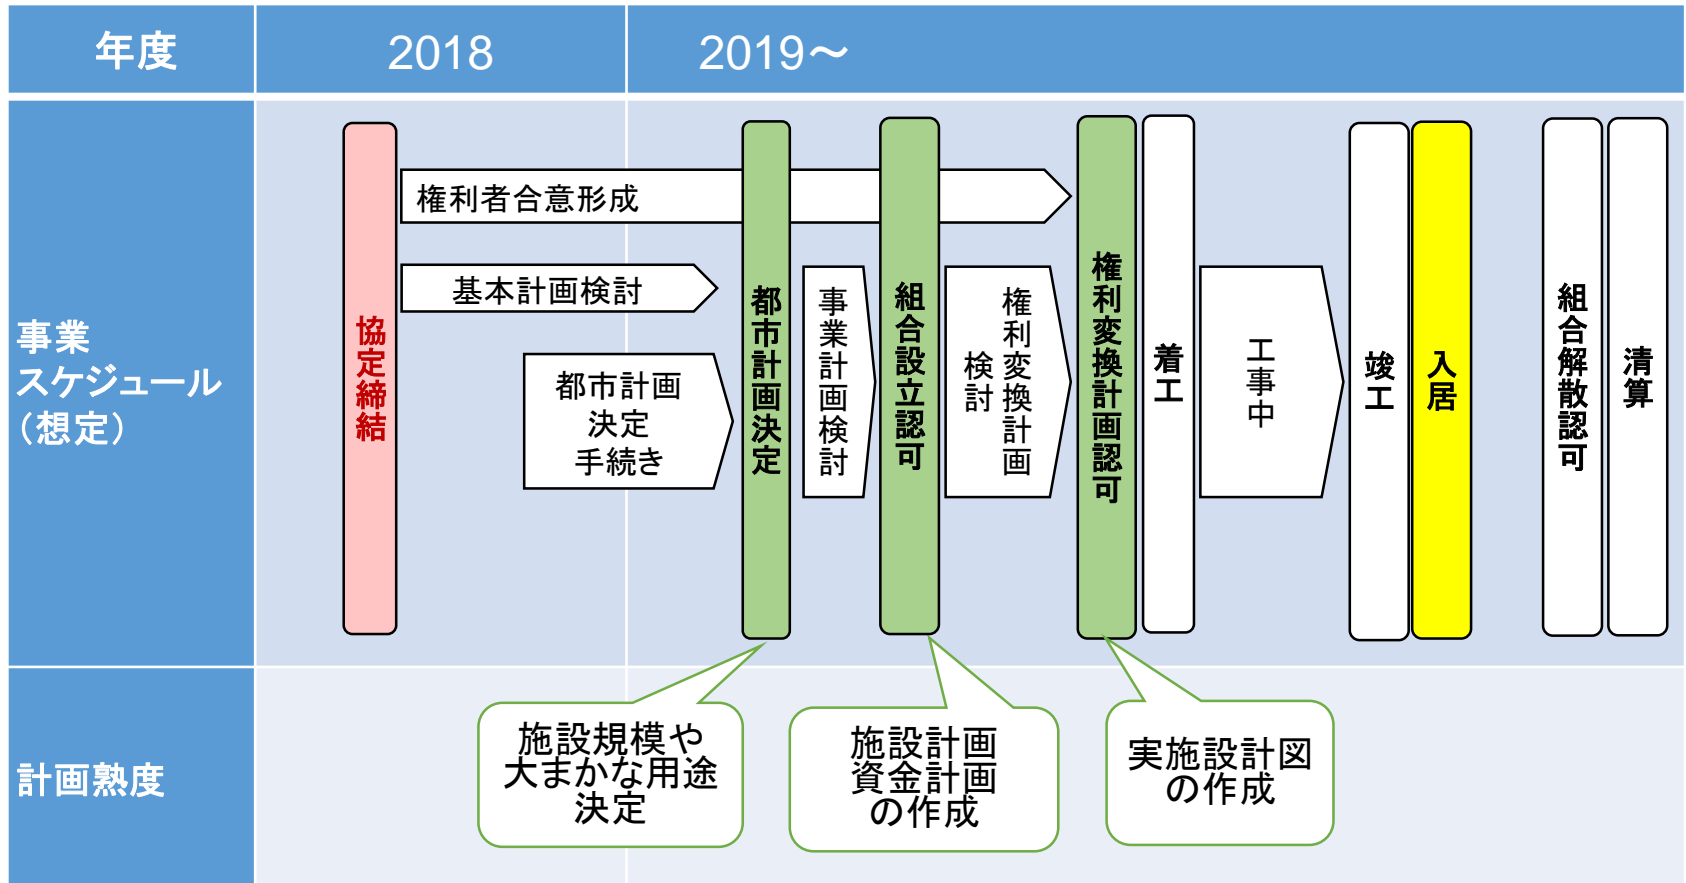 年度
2018
2019～
事業
スケジュール
（想定）
協定締結
権利者合意形成
基本計画検討
都市計画
決定
手続き
都市計画決定
事業計画検討
組合設立認可
権利変換計画
検討
権利変換計画認可
着工
工事中
竣工
入居
組合解散認可
清算
計画熟度
施設規模や
大まかな用途
決定
施設計画
資金計画
の作成
実施設計図
の作成